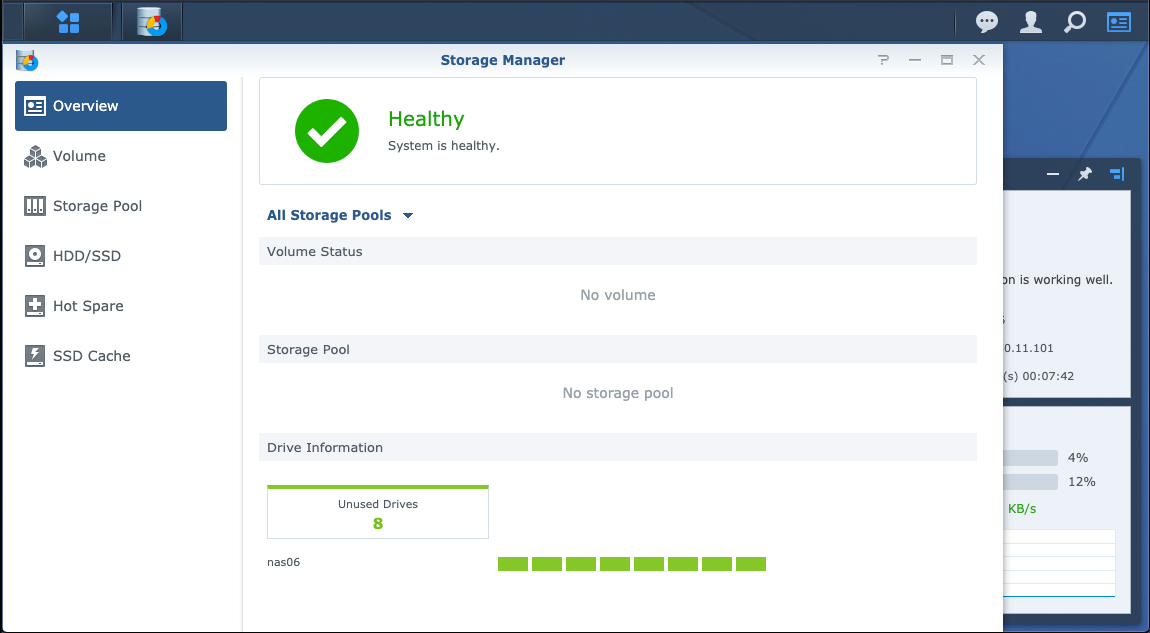 Storage Manager
Overview
Volume
Storage Pool
HDD/SSD
Hot Spare
SSD Cache
Healthy
System is healthy.
All Storage Pools
Volume Status
No volume
Storage Pool
No storage pool
Drive Information
Unused Drives
8
nas06
on is working well.
0.11.101
(s) 00:07:42
4%
12%
KB/s